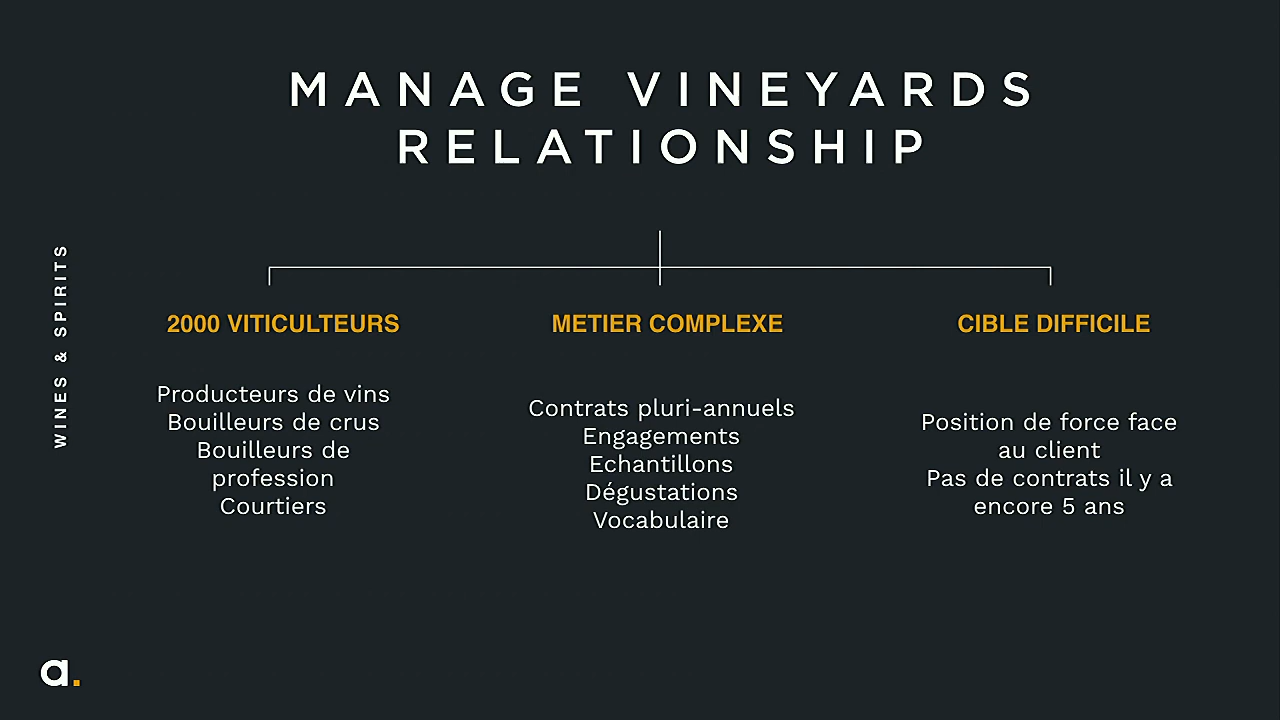 MANAGE VINEYARDS
RELATIONSHIP
WINES & SPIRITS
2000 VITICULTEURS
Producteurs de vins
Bouilleurs de crus
Bouilleurs de
profession
Courtiers
METIER COMPLEXE
Contrats pluri-annuels
Engagements
Echantillons
Dégustations
Vocabulaire
CIBLE DIFFICILE
Position de force face
au client
Pas de contrats il y a
encore 5 ans
a.